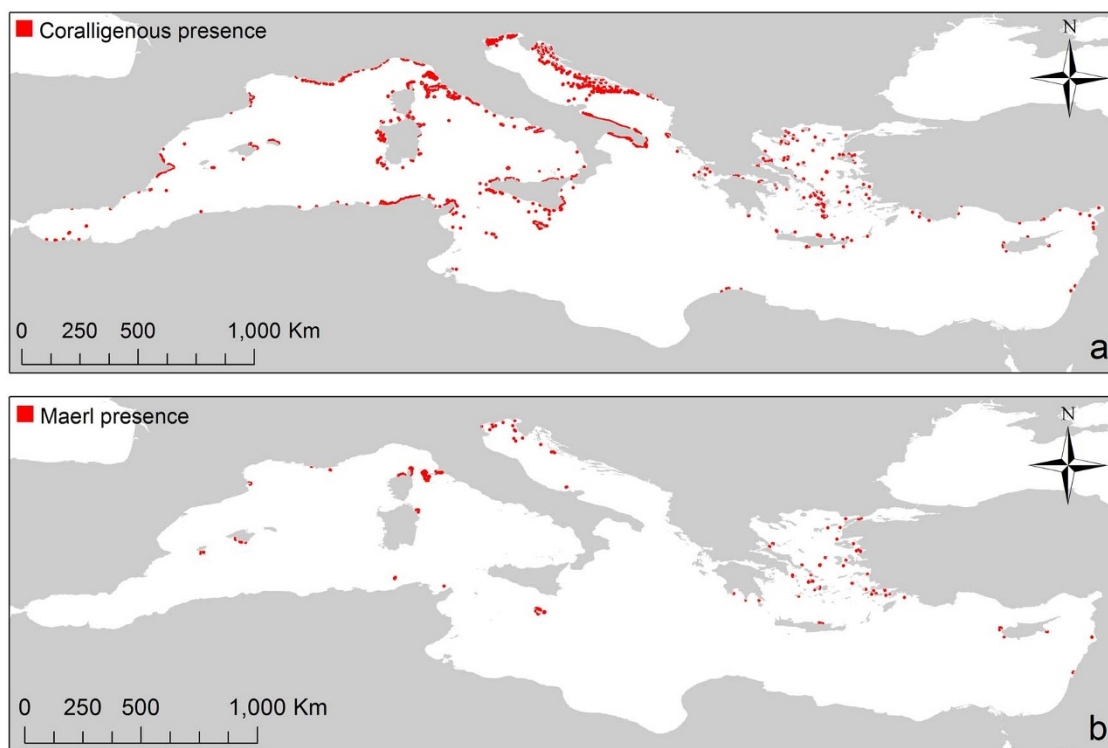 Coralligenous presence
N
0 250 500 1,000 Km
a
Maerl presence
N
0 250 500 1,000 Km
b